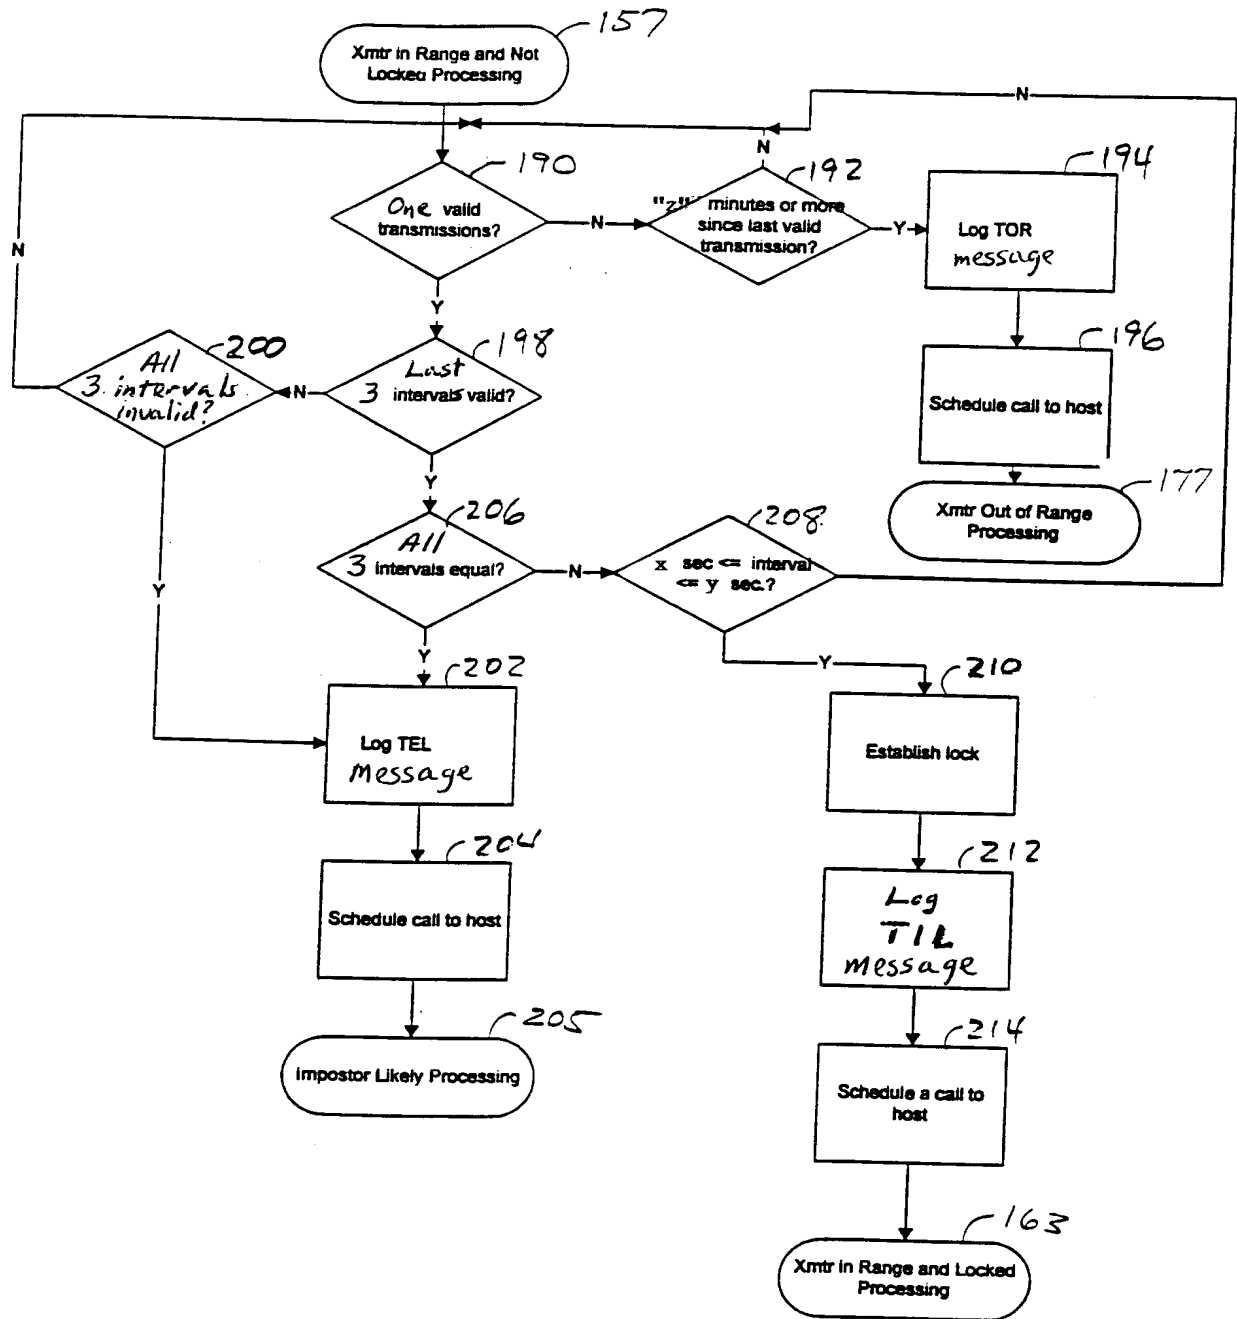 157
Xmtr in Range and Not
Locked Processing
N
190
One valid
transmissions?
N
192
"z" minutes or more
since last valid
transmission?
N
Y
194
Log TOR
message
N
Y
196
Schedule call to host
177
Xmtr Out of Range
Processing
198
Last
3 intervals valid?
N
200
All
3 intervals
invalid?
Y
Y
206
All
3 intervals equal?
N
208
x sec <= interval
<= y sec.?
Y
Y
202
Log TEL
Message
204
Schedule call to host
205
Impostor Likely Processing
210
Establish lock
212
Log
TIL
message
214
Schedule a call to
host
163
Xmtr in Range and Locked
Processing